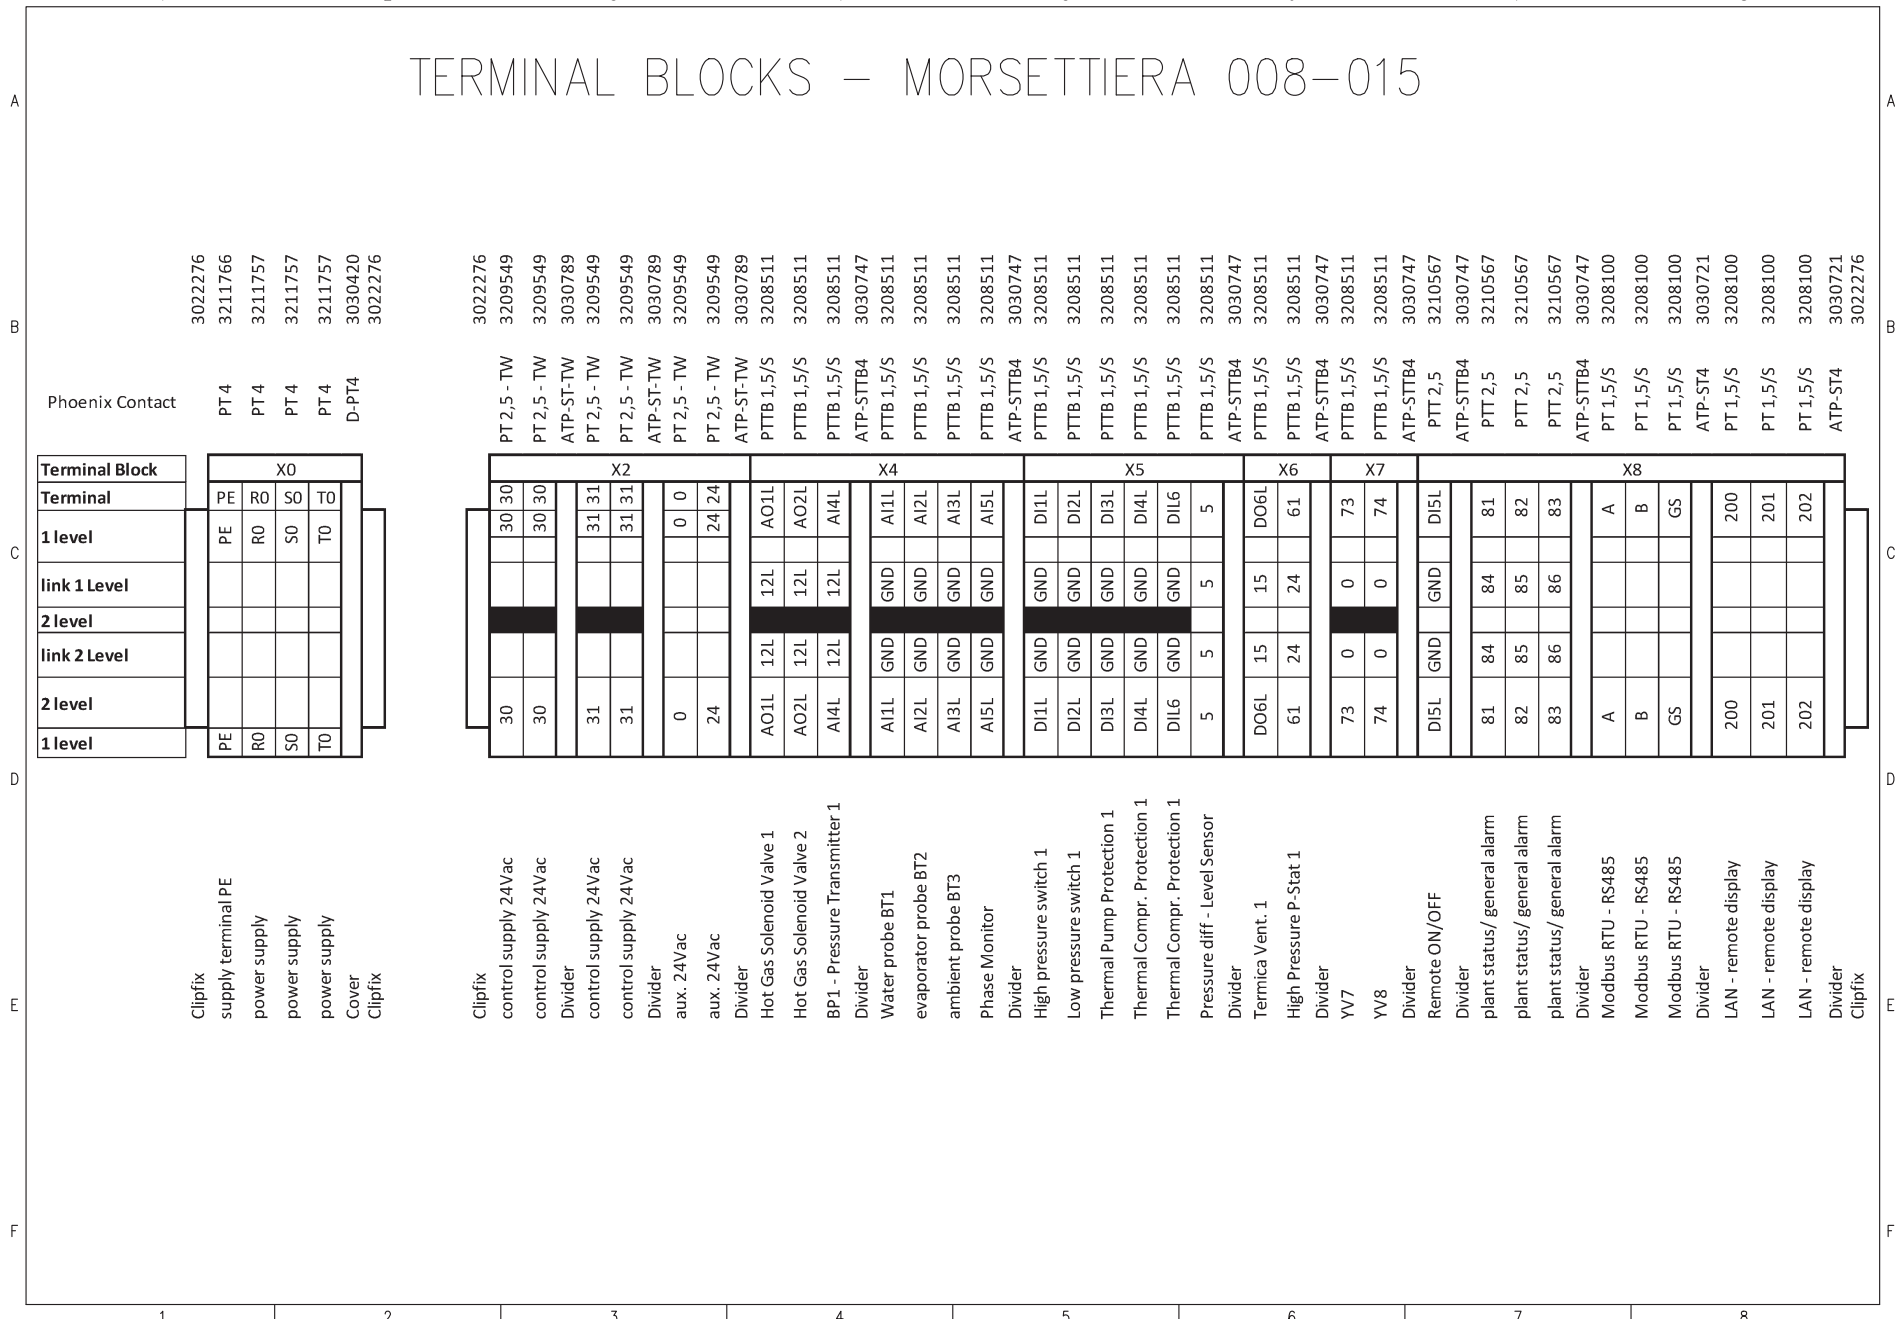 TERMINAL BLOCKS - MORSETTIERA 008-015
A A
B B
C C
D D
E E
F F
3022276 3211766 3211757 3211757 3211757 3030420 3022276
3022276 3209549 3209549 3030789 3209549 3209549 3030789 3209549 3209549 3030789 3208511 3208511 3208511 3030747 3208511 3208511 3208511 3208511 3030747 3208511 3208511 3208511 3208511 3208511 3208511 3030747 3208511 3208511 3030747 3208511 3208511 3030747 3210567 3030747 3210567 3210567 3210567 3030747 3208100 3208100 3208100 3030721 3208100 3208100 3208100 3030721 3022276
Phoenix Contact
PT 4 PT 4 PT 4 PT 4 D-PT4
PT 2,5 - TW PT 2,5 - TW ATP-ST-TW PT 2,5 - TW PT 2,5 - TW ATP-ST-TW PT 2,5 - TW PT 2,5 - TW ATP-ST-TW PTTB 1,5/S PTTB 1,5/S PTTB 1,5/S ATP-STTB4 PTTB 1,5/S PTTB 1,5/S PTTB 1,5/S PTTB 1,5/S ATP-STTB4 PTTB 1,5/S PTTB 1,5/S PTTB 1,5/S PTTB 1,5/S PTTB 1,5/S PTTB 1,5/S ATP-STTB4 PTTB 1,5/S PTTB 1,5/S ATP-STTB4 PTTB 1,5/S PTTB 1,5/S ATP-STTB4 PTT 2,5 ATP-STTB4 PTT 2,5 PTT 2,5 PTT 2,5 ATP-STTB4 PT 1,5/S PT 1,5/S PT 1,5/S ATP-ST4 PT 1,5/S PT 1,5/S PT 1,5/S ATP-ST4
Terminal Block X0 X2 X4 X5 X6 X7 X8
Terminal PE R0 S0 T0 30 30 31 31 0 24 AO1L AO2L AI4L AI1L AI2L AI3L AI5L DI1L DI2L DI3L DI4L DIL6 5 DO6L 61 73 74 DI5L 81 82 83 A B GS 200 201 202
1 level PE R0 S0 T0 30 30 31 31 0 24
link 1 Level 12L 12L 12L GND GND GND GND GND GND GND GND GND 5 15 24 0 0 GND 84 85 86
2 level
link 2 Level 12L 12L 12L GND GND GND GND GND GND GND GND GND 5 15 24 0 0 GND 84 85 86
2 level 30 30 31 31 0 24 AO1L AO2L AI4L AI1L AI2L AI3L AI5L DI1L DI2L DI3L DI4L DIL6 5 DO6L 61 73 74 DI5L 81 82 83 A B GS 200 201 202
1 level PE R0 S0 T0
Clipfix
supply terminal PE
power supply
power supply
power supply
Cover
Clipfix
Clipfix
control supply 24Vac
control supply 24Vac
Divider
control supply 24Vac
control supply 24Vac
Divider
aux. 24Vac
aux. 24Vac
Divider
Hot Gas Solenoid Valve 1
Hot Gas Solenoid Valve 2
BP1 - Pressure Transmitter 1
Divider
Water probe BT1
evaporator probe BT2
ambient probe BT3
Phase Monitor
Divider
High pressure switch 1
Low pressure switch 1
Thermal Pump Protection 1
Thermal Compr. Protection 1
Thermal Compr. Protection 1
Pressure diff - Level Sensor
Divider
Termica Vent. 1
High Pressure P-Stat 1
Divider
YV7
YV8
Divider
Remote ON/OFF
Divider
plant status/ general alarm
plant status/ general alarm
plant status/ general alarm
Divider
Modbus RTU - RS485
Modbus RTU - RS485
Modbus RTU - RS485
Divider
LAN - remote display
LAN - remote display
LAN - remote display
Divider
Clipfix
1 2 3 4 5 6 7 8